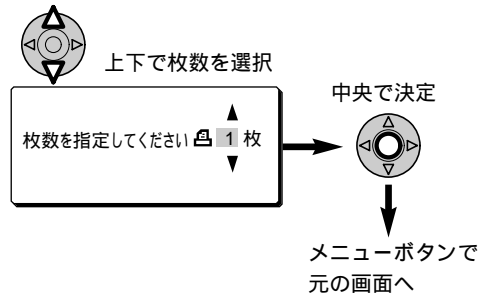 上下で枚数を選択
枚数を指定してください 1 枚
中央で決定
メニューボタンで
元の画面へ